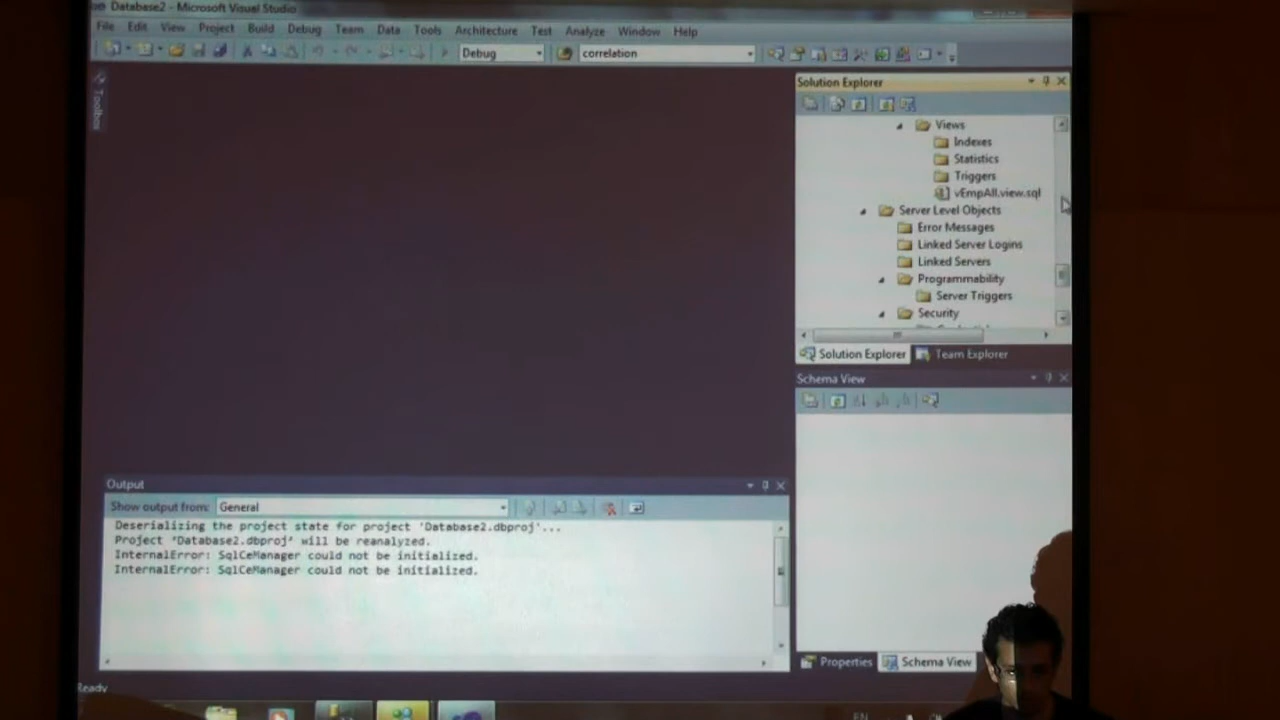 Database2 - Microsoft Visual Studio
File Edit View Project Build Debug Team Data Tools Architecture Test Analyze Window Help
Debug correlation
Toolbox
Solution Explorer
Views
Indexes
Statistics
Triggers
vEmpAll.view.sql
Server Level Objects
Error Messages
Linked Server Logins
Linked Servers
Programmability
Server Triggers
Security
Solution Explorer Team Explorer
Schema View
Output
Show output from: General
Deserializing the project state for project 'Database2.dbproj'...
Project 'Database2.dbproj' will be reanalyzed.
InternalError: SqlCeManager could not be initialized.
InternalError: SqlCeManager could not be initialized.
Properties Schema View
Ready
EN